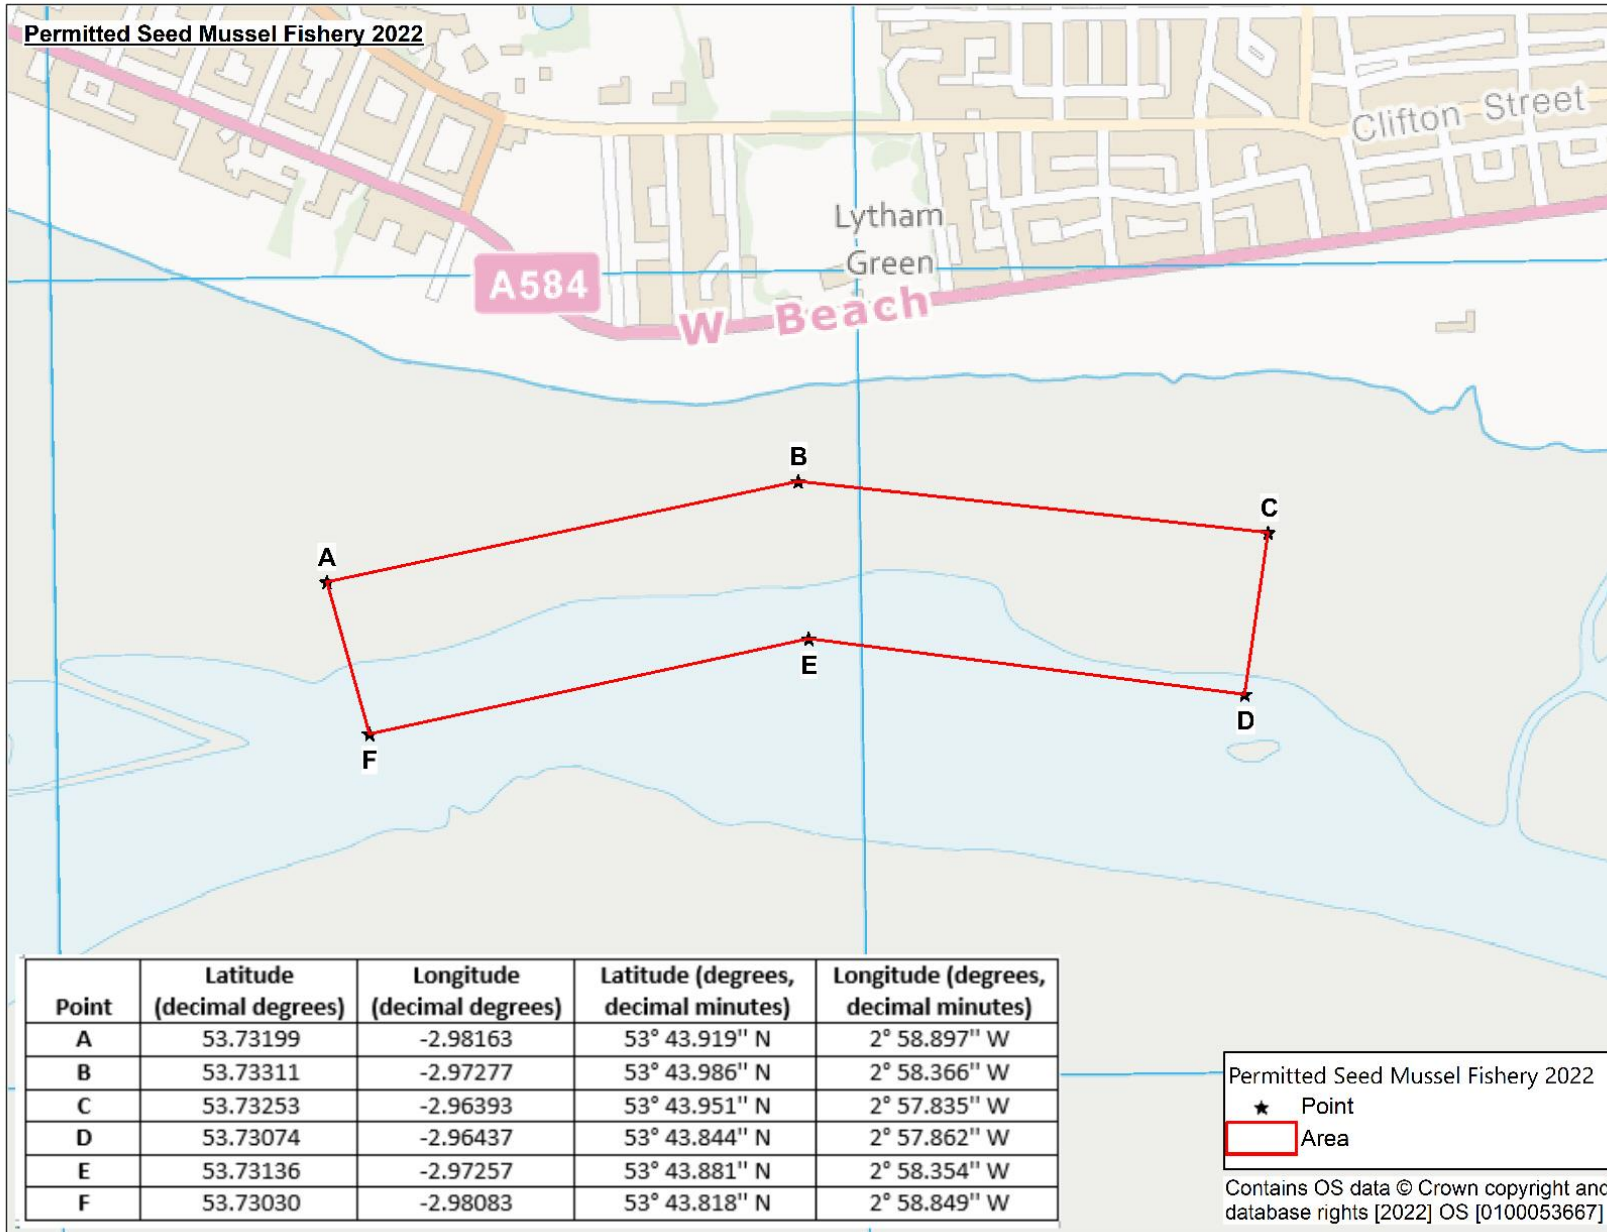 Permitted Seed Mussel Fishery 2022
Clifton Street
Lytham
Green
A584
W Beach
B
C
A
E
D
F
Point Latitude (decimal degrees) Longitude (decimal degrees) Latitude (degrees, decimal minutes) Longitude (degrees, decimal minutes)
A 53.73199 -2.98163 53° 43.919" N 2° 58.897" W
B 53.73311 -2.97277 53° 43.986" N 2° 58.366" W
C 53.73253 -2.96393 53° 43.951" N 2° 57.835" W
D 53.73074 -2.96437 53° 43.844" N 2° 57.862" W
E 53.73136 -2.97257 53° 43.881" N 2° 58.354" W
F 53.73030 -2.98083 53° 43.818" N 2° 58.849" W
Permitted Seed Mussel Fishery 2022
Point
Area
Contains OS data © Crown copyright and
database rights [2022] OS [0100053667]